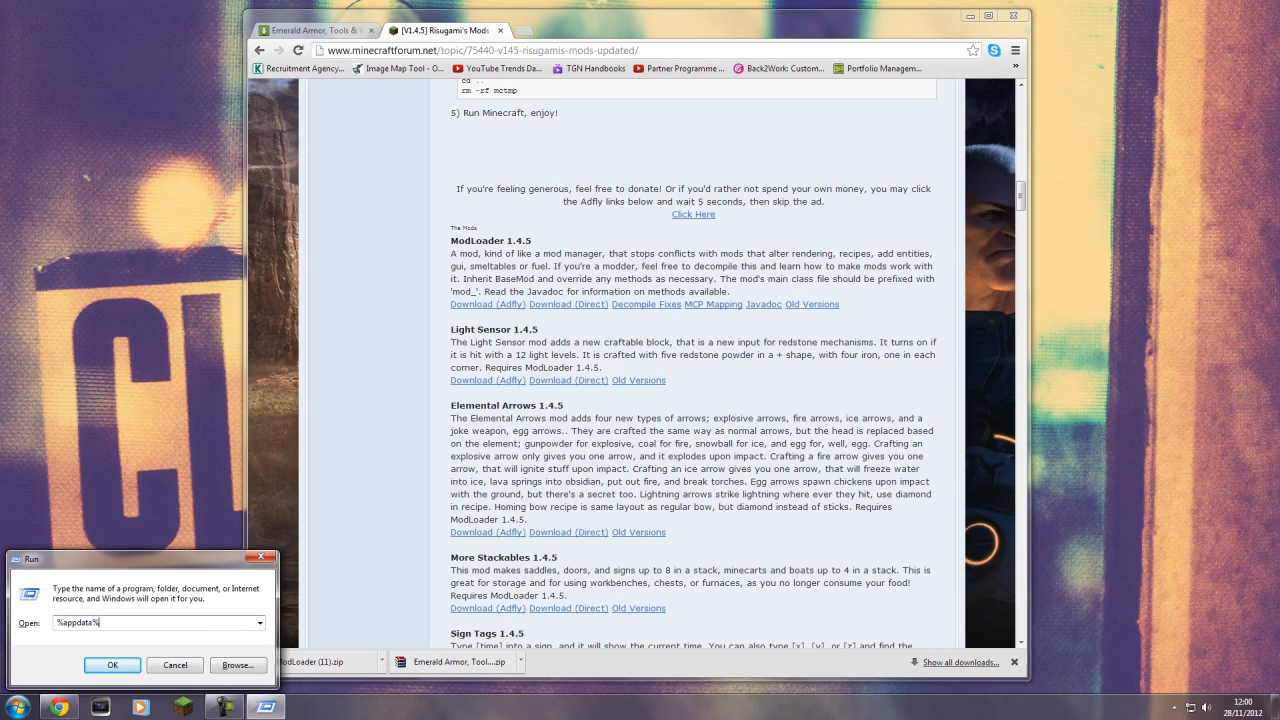 Emerald Armor, Tools &
[V1.4.5] Risugami's Mods
www.minecraftforum.net/topic/75440-v145-risugamis-mods-updated/
Recruitment Agency...
Image Map Tool - O...
YouTube Trends Da...
TGN Handbooks
Partner Programme ...
Back2Work: Custom...
Portfolio Managem...
»
cd ..
rm -rf mctmp
5) Run Minecraft, enjoy!
If you're feeling generous, feel free to donate! Or if you'd rather not spend your own money, you may click
the Adfly links below and wait 5 seconds, then skip the ad.
Click Here
The Mods
ModLoader 1.4.5
A mod, kind of like a mod manager, that stops conflicts with mods that alter rendering, recipes, add entities,
gui, smeltables or fuel. If you're a modder, feel free to decompile this and learn how to make mods work with
it. Inherit BaseMod and override any methods as necessary. The mod's main class file should be prefixed with
'mod_'. Read the Javadoc for information on methods available.
Download (Adfly) Download (Direct) Decompile Fixes MCP Mapping Javadoc Old Versions
Light Sensor 1.4.5
The Light Sensor mod adds a new craftable block, that is a new input for redstone mechanisms. It turns on if
it is hit with a 12 light levels. It is crafted with five redstone powder in a + shape, with four iron, one in each
corner. Requires ModLoader 1.4.5.
Download (Adfly) Download (Direct) Old Versions
Elemental Arrows 1.4.5
The Elemental Arrows mod adds four new types of arrows; explosive arrows, fire arrows, ice arrows, and a
joke weapon, egg arrows.. They are crafted the same way as normal arrows, but the head is replaced based
on the element; gunpowder for explosive, coal for fire, snowball for ice, and egg for, well, egg. Crafting an
explosive arrow only gives you one arrow, and it explodes upon impact. Crafting a fire arrow gives you one
arrow, that will ignite stuff upon impact. Crafting an ice arrow gives you one arrow, that will freeze water
into ice, lava springs into obsidian, put out fire, and break torches. Egg arrows spawn chickens upon impact
with the ground, but there's a secret too. Lightning arrows strike lightning where ever they hit, use diamond
in recipe. Homing bow recipe is same layout as regular bow, but diamond instead of sticks. Requires
ModLoader 1.4.5.
Download (Adfly) Download (Direct) Old Versions
More Stackables 1.4.5
This mod makes saddles, doors, and signs up to 8 in a stack, minecarts and boats up to 4 in a stack. This is
great for storage and for using workbenches, chests, or furnaces, as you no longer consume your food!
Requires ModLoader 1.4.5.
Download (Adfly) Download (Direct) Old Versions
Sign Tags 1.4.5
Type [time] into a sign, and it will show the current time. You can also type [x], [y], or [z] and find the
Run
Type the name of a program, folder, document, or Internet
resource, and Windows will open it for you.
Open: %appdata%
OK
Cancel
Browse...
odLoader (11).zip
Emerald Armor, Tool....zip
Show all downloads...
12:00
28/11/2012